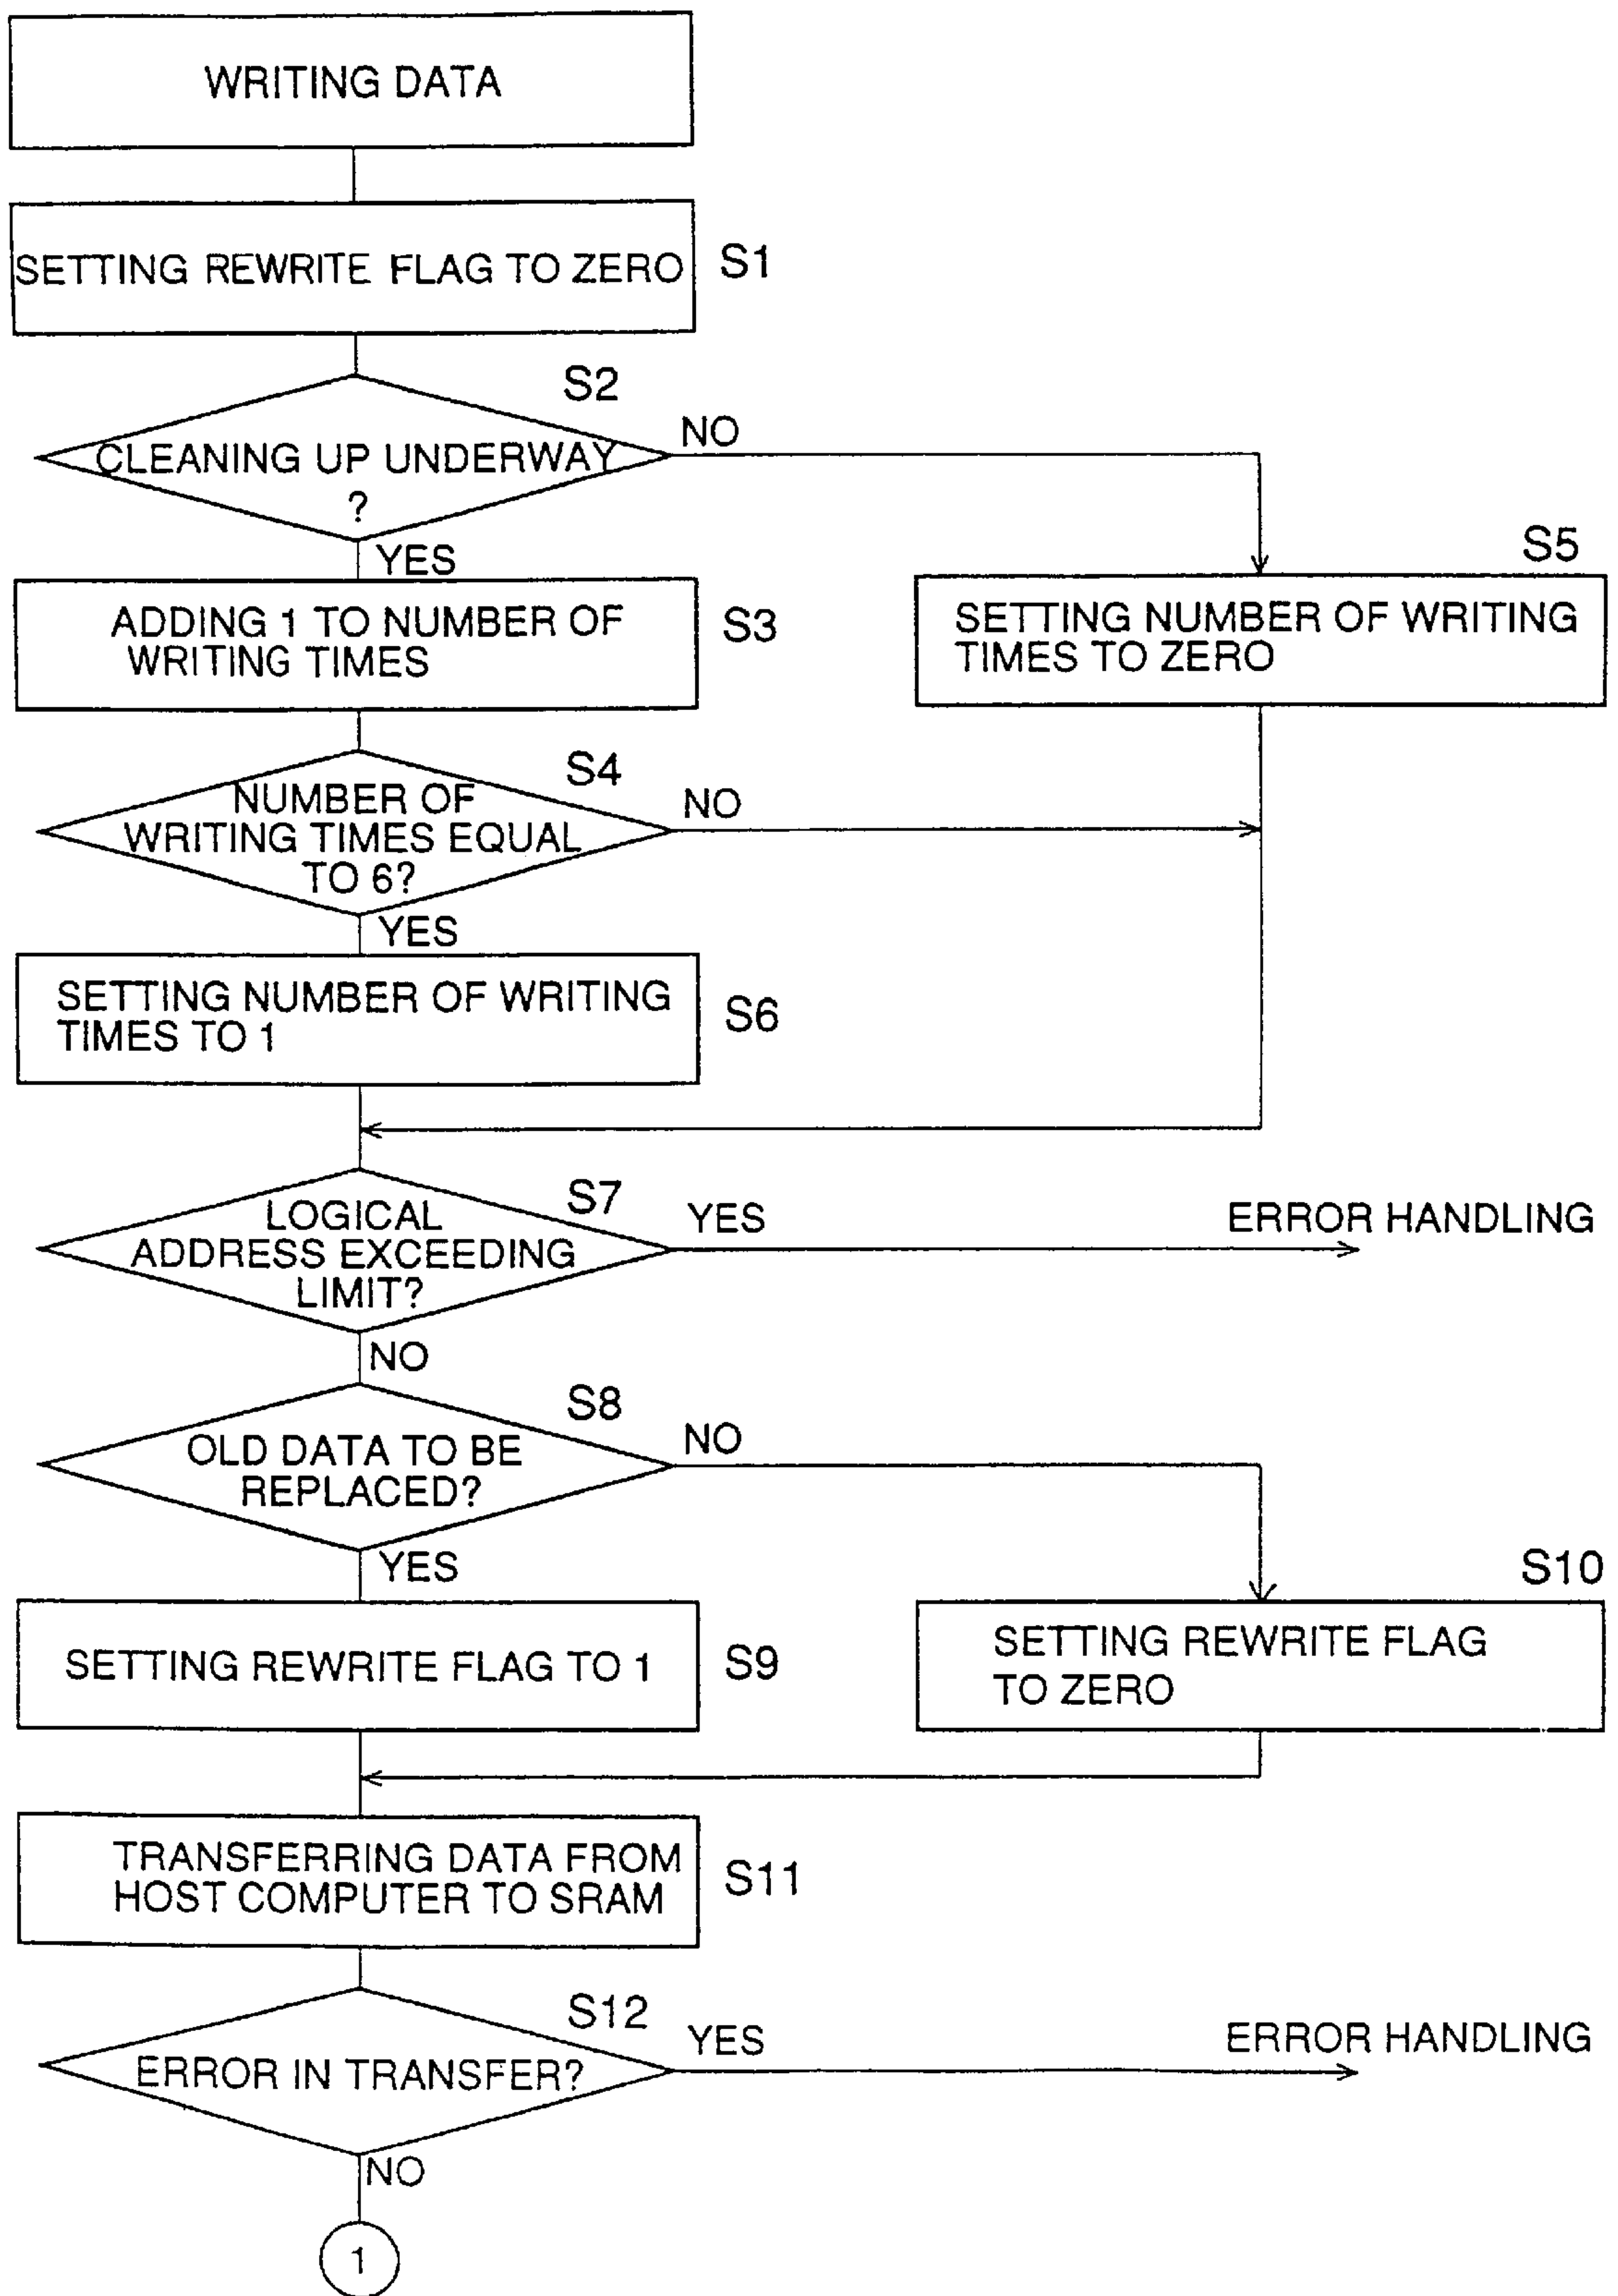 WRITING DATA
SETTING REWRITE FLAG TO ZERO
S1
S2
CLEANING UP UNDERWAY
?
NO
YES
S5
ADDING 1 TO NUMBER OF
WRITING TIMES
S3
SETTING NUMBER OF WRITING
TIMES TO ZERO
S4
NUMBER OF
WRITING TIMES EQUAL
TO 6?
NO
YES
SETTING NUMBER OF WRITING
TIMES TO 1
S6
S7
LOGICAL
ADDRESS EXCEEDING
LIMIT?
YES
ERROR HANDLING
NO
S8
OLD DATA TO BE
REPLACED?
NO
YES
S10
SETTING REWRITE FLAG TO 1
S9
SETTING REWRITE FLAG
TO ZERO
TRANSFERRING DATA FROM
HOST COMPUTER TO SRAM
S11
S12
ERROR IN TRANSFER?
YES
ERROR HANDLING
NO
1